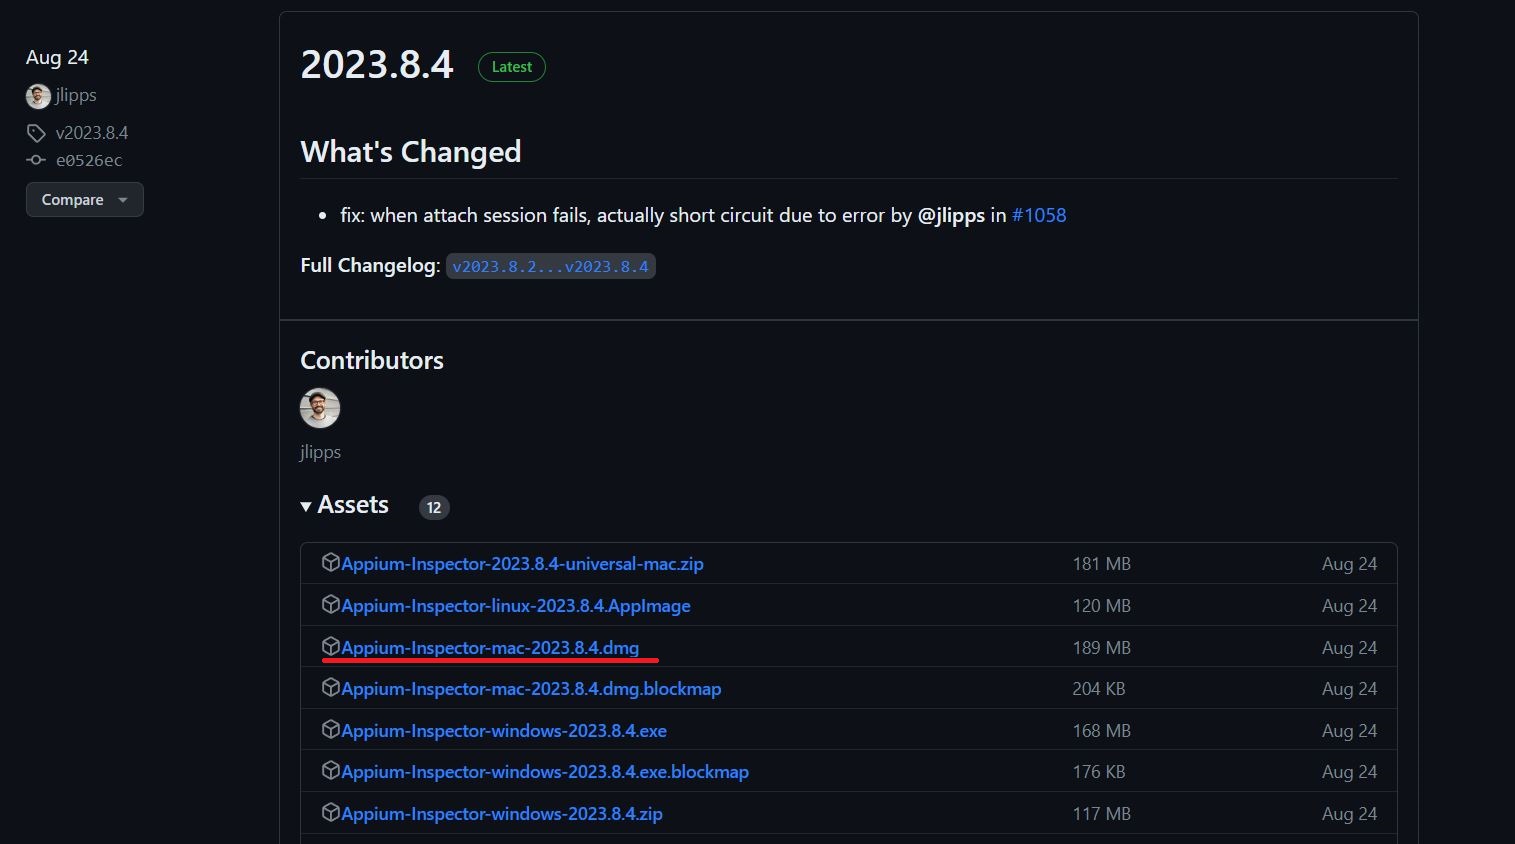 Aug 24
jlipps
v2023.8.4
e0526ec
Compare
2023.8.4 Latest
What's Changed
fix: when attach session fails, actually short circuit due to error by @jlipps in #1058
Full Changelog: v2023.8.2...v2023.8.4
Contributors
jlipps
Assets 12
Appium-Inspector-2023.8.4-universal-mac.zip 181 MB Aug 24
Appium-Inspector-linux-2023.8.4.AppImage 120 MB Aug 24
Appium-Inspector-mac-2023.8.4.dmg 189 MB Aug 24
Appium-Inspector-mac-2023.8.4.dmg.blockmap 204 KB Aug 24
Appium-Inspector-windows-2023.8.4.exe 168 MB Aug 24
Appium-Inspector-windows-2023.8.4.exe.blockmap 176 KB Aug 24
Appium-Inspector-windows-2023.8.4.zip 117 MB Aug 24